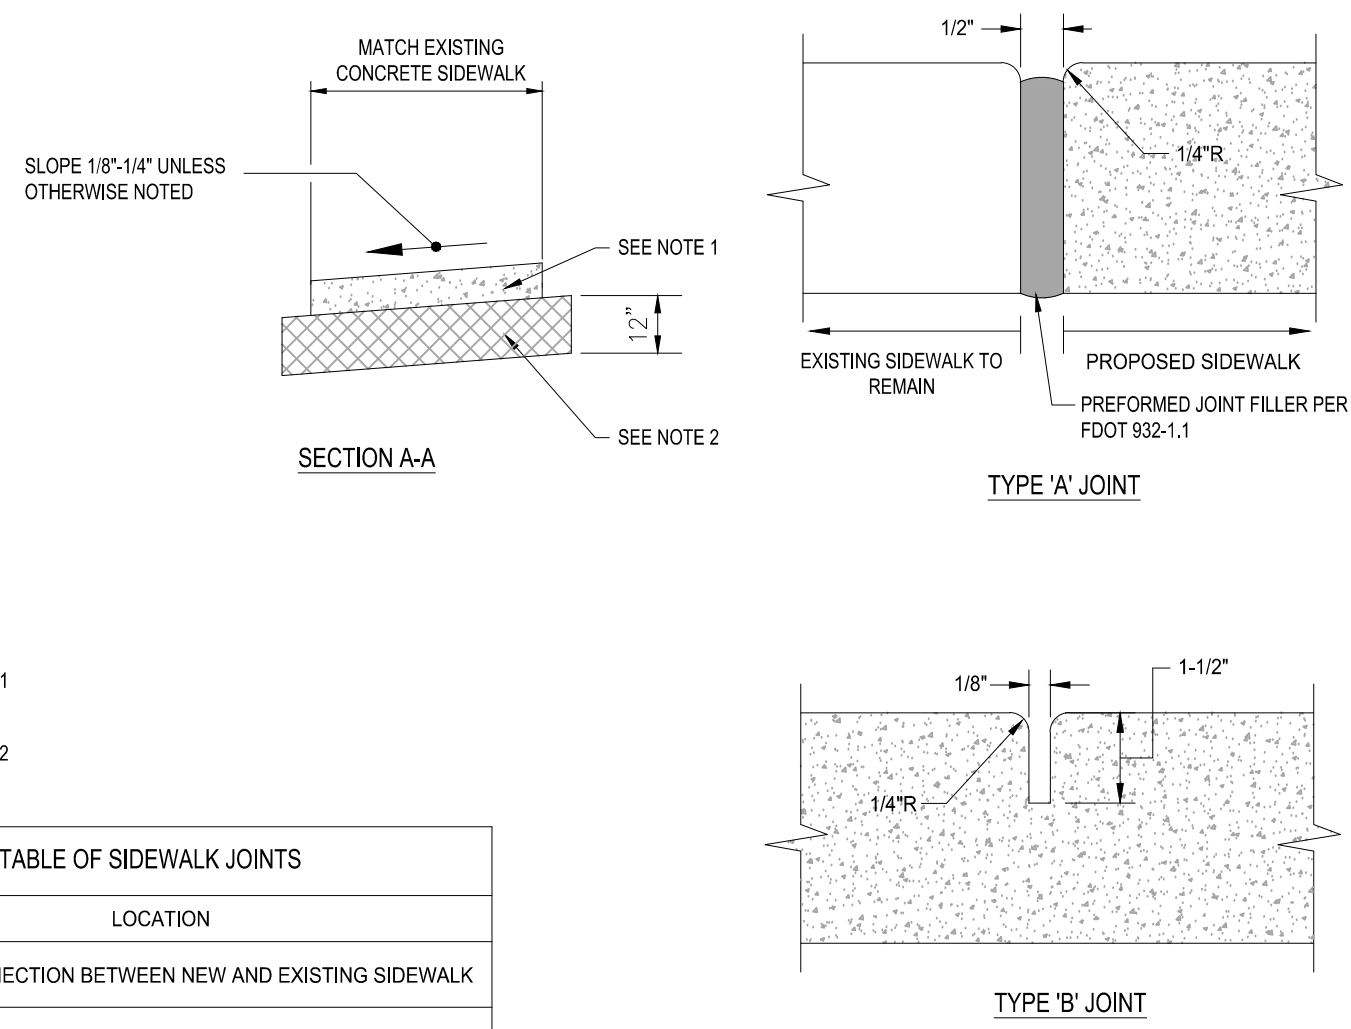 MATCH EXISTING
CONCRETE SIDEWALK
SLOPE 1/8"-1/4" UNLESS
OTHERWISE NOTED
SEE NOTE 1
12"
SEE NOTE 2
SECTION A-A
1/2"
1/4"R
EXISTING SIDEWALK TO
REMAIN
PROPOSED SIDEWALK
PREFORMED JOINT FILLER PER
FDOT 932-1.1
TYPE 'A' JOINT
1
2
TABLE OF SIDEWALK JOINTS
LOCATION
BETWEEN NEW AND EXISTING SIDEWALK
1/8"
1-1/2"
1/4"R
TYPE 'B' JOINT